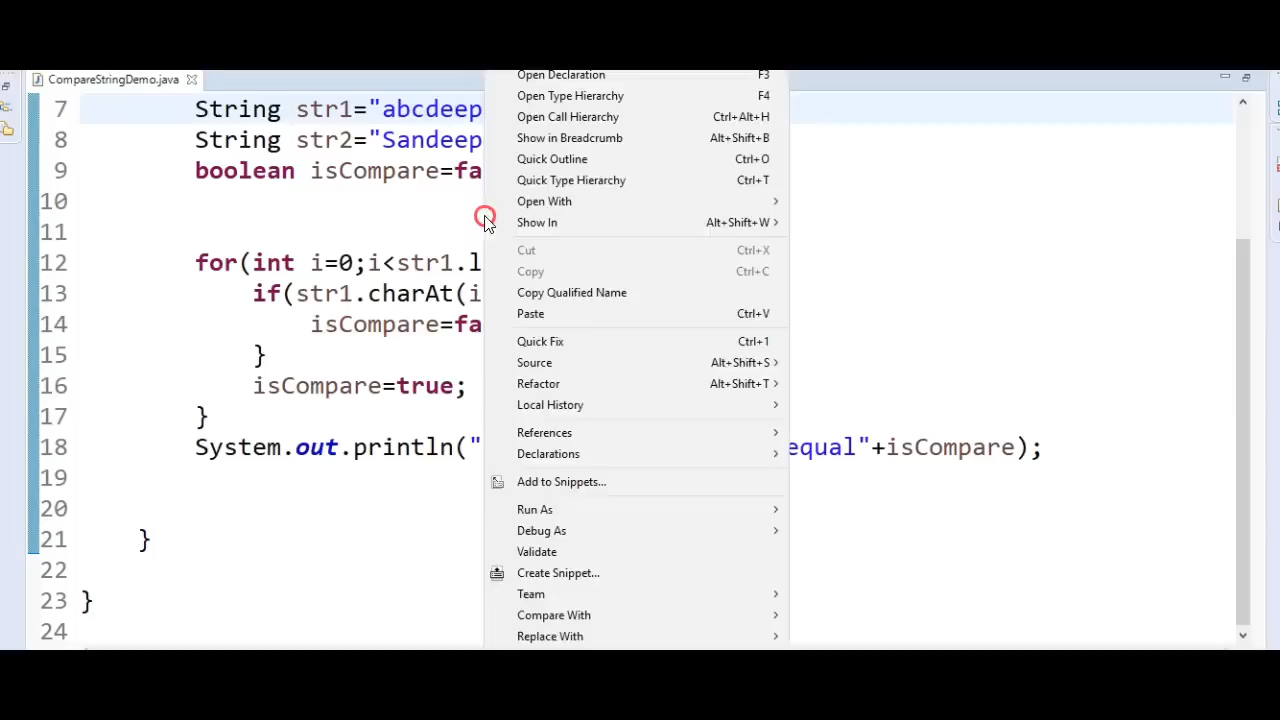 CompareStringDemo.java
7 String str1="abcdeep
8 String str2="Sandeep
9 boolean isCompare=fa
10
11
12 for(int i=0;i<str1.l
13 if(str1.charAt(i
14 isCompare=fa
15 }
16 isCompare=true;
17 }
18 System.out.println(" equal"+isCompare);
19
20
21 }
22
23 }
24
Open Declaration F3
Open Type Hierarchy F4
Open Call Hierarchy Ctrl+Alt+H
Show in Breadcrumb Alt+Shift+B
Quick Outline Ctrl+O
Quick Type Hierarchy Ctrl+T
Open With
Show In Alt+Shift+W
Cut Ctrl+X
Copy Ctrl+C
Copy Qualified Name
Paste Ctrl+V
Quick Fix Ctrl+1
Source Alt+Shift+S
Refactor Alt+Shift+T
Local History
References
Declarations
Add to Snippets...
Run As
Debug As
Validate
Create Snippet...
Team
Compare With
Replace With